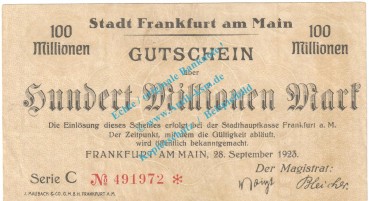 Stadt Frankfurt am Main
100 Millionen
100 Millionen
GUTSCHEIN
über
Hundert Millionen Mark
Die Einlösung dieses Scheines erfolgt bei der Stadthauptkasse Frankfurt a. M.
Der Zeitpunkt, mit dem die Gültigkeit abläuft,
wird öffentlich bekanntgemacht.
FRANKFURT AM MAIN, 28. September 1923.
Der Magistrat:
Serie C № 491972 *
Bleicher.